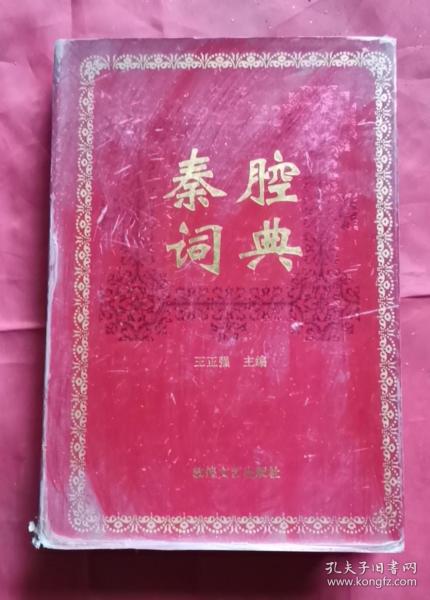 秦腔
词典
王正强 主编
敦煌文艺出版社
孔夫子旧书网
www.kongfz.com